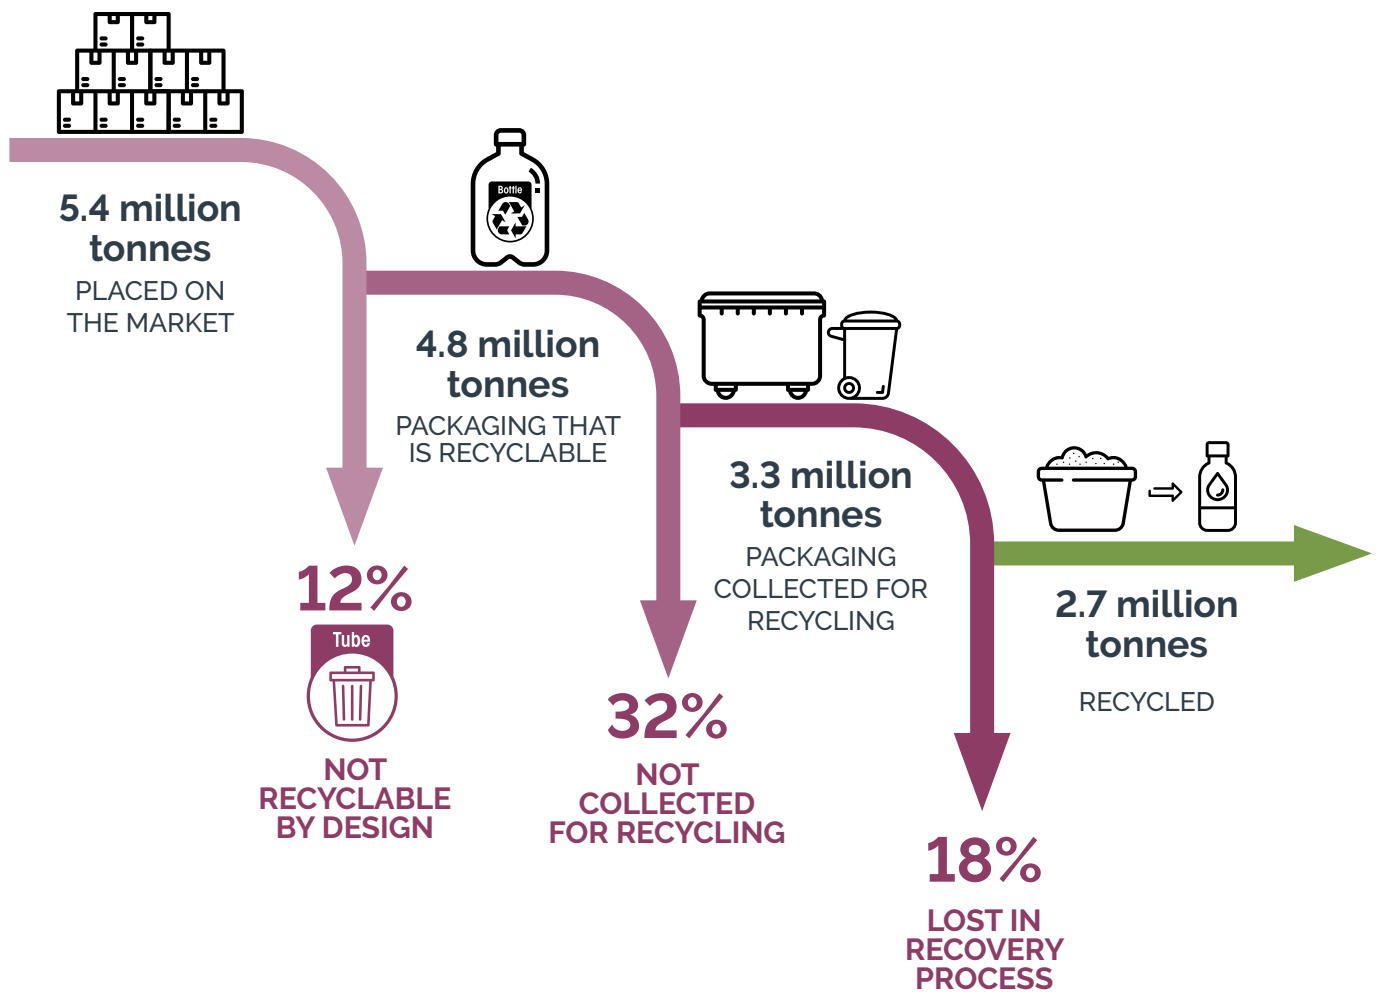 5.4 million
tonnes
PLACED ON
THE MARKET
Bottle
4.8 million
tonnes
PACKAGING THAT
IS RECYCLABLE
3.3 million
tonnes
PACKAGING
COLLECTED FOR
RECYCLING
2.7 million
tonnes
RECYCLED
12%
Tube
NOT
RECYCLABLE
BY DESIGN
32%
NOT
COLLECTED
FOR RECYCLING
18%
LOST IN
RECOVERY
PROCESS